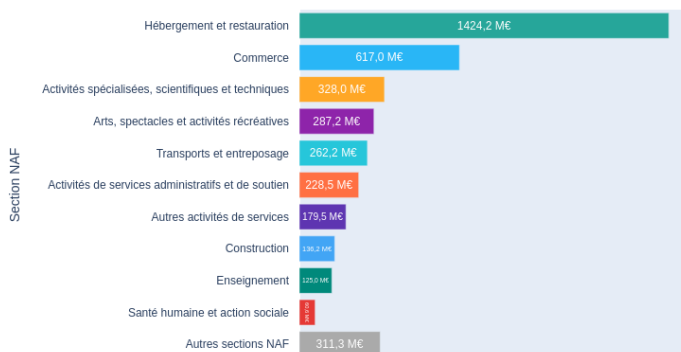 Hébergement et restauration
1424,2 M€
Commerce
617,0 M€
Activités spécialisées, scientifiques et techniques
328,0 M€
Arts, spectacles et activités récréatives
287,2 M€
Transports et entreposage
262,2 M€
Activités de services administratifs et de soutien
228,5 M€
Autres activités de services
179,5 M€
Construction
M€
Enseignement
125,0 M€
Santé humaine et action sociale
M€
Autres sections NAF
311,3 M€
Section NAF